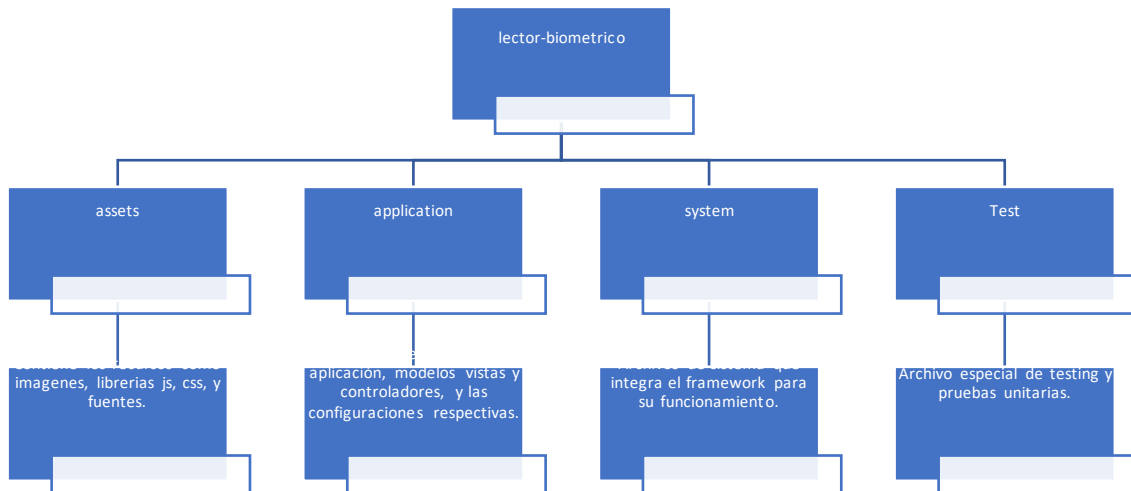 lector-biometrico
assets
application
system
Test
imagenes, librerias js, css, y
fuentes.
aplicación, modelos vistas y
controladores, y las
configuraciones respectivas.
integra el framework para
su funcionamiento.
Archivo especial de testing y
pruebas unitarias.